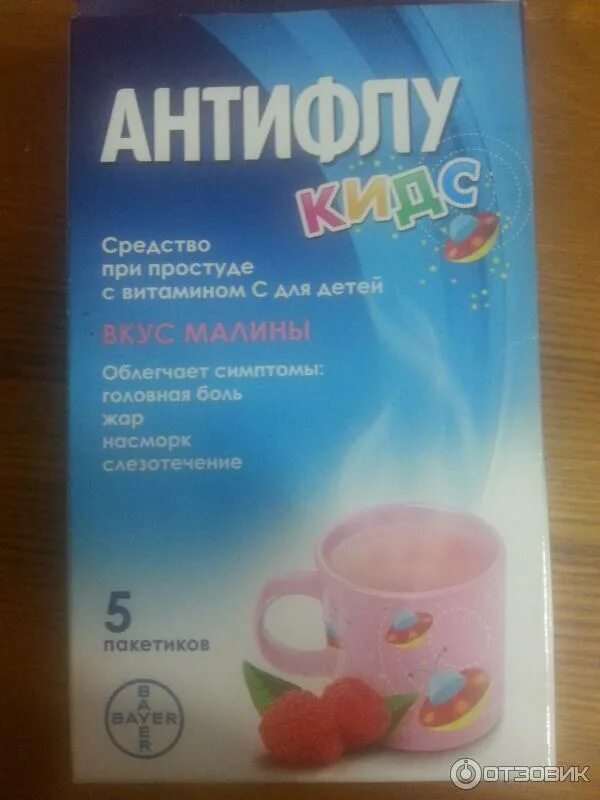 АНТИФЛУ
КИДС
Средство
при простуде
с витамином С для детей
ВКУС МАЛИНЫ
Облегчает симптомы:
головная боль
жар
насморк
слезотечение
5
пакетиков
BAYER
BAYER
ОТЗОВИК